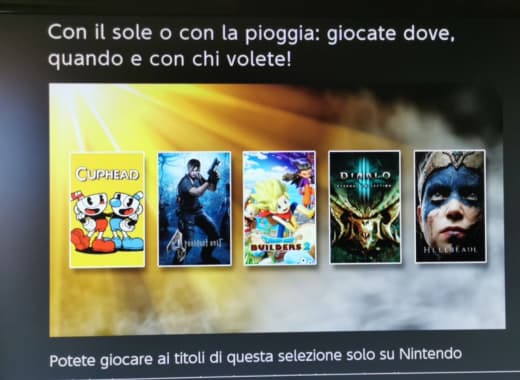 Con il sole o con la pioggia: giocate dove,
quando e con chi volete!
CUPHEAD
resident evil
4
BUILDERS 2
DIABLO
III
ETERNAL COLLECTION
HELLBLADE
Potete giocare ai titoli di questa selezione solo su Nintendo